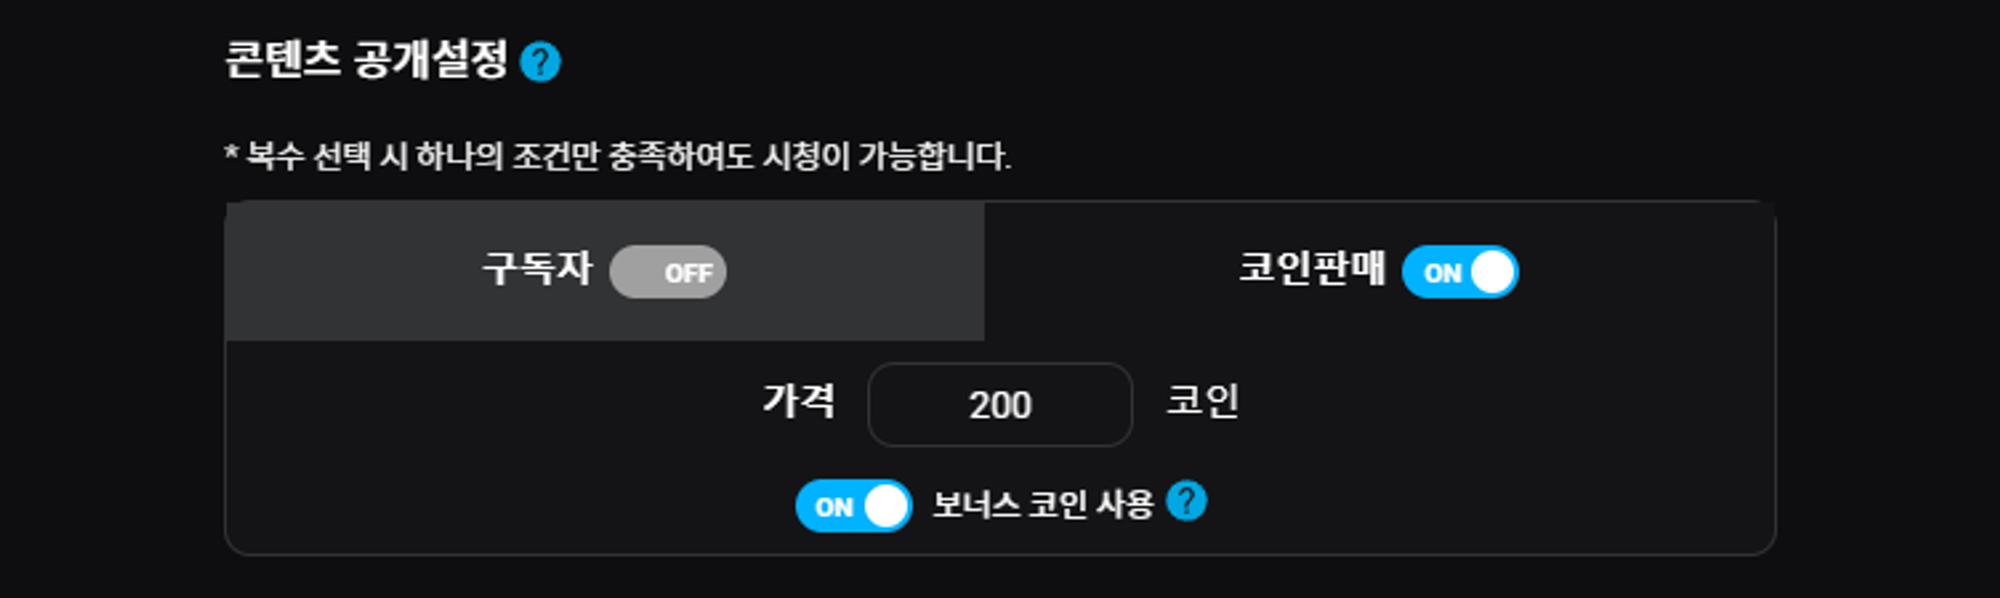 콘텐츠 공개설정 ?
* 복수 선택 시 하나의 조건만 충족하여도 시청이 가능합니다.
구독자 OFF 코인판매 ON
가격 200 코인
ON 보너스 코인 사용 ?